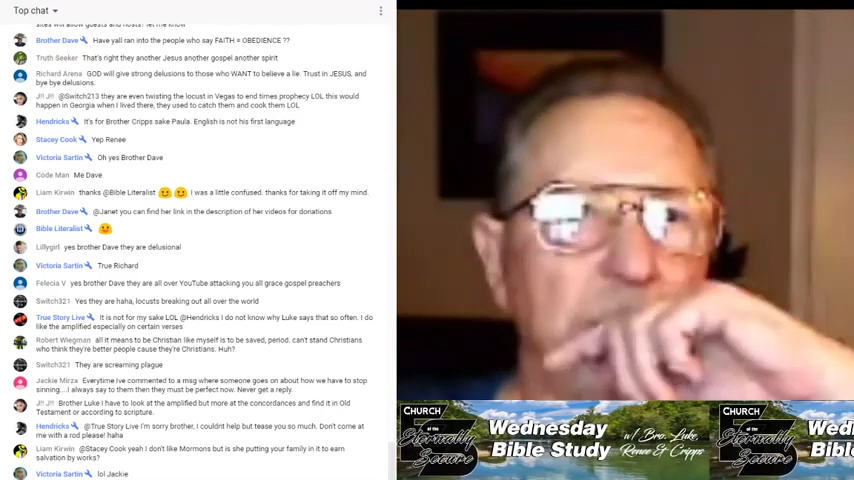 Top chat
sites will allow guests and hosts? let me know
Brother Dave Have yall ran into the people who say FAITH = OBEDIENCE ??
Truth Seeker That's right they another Jesus another gospel another spirit
Richard Arena GOD will give strong delusions to those who WANT to believe a lie. Trust in JESUS, and
bye bye delusions.
J!! J!! @Switch213 they are even twisting the locust in Vegas to end times prophecy LOL this would
happen in Georgia when I lived there, they used to catch them and cook them LOL
Hendricks It's for Brother Cripps sake Paula. English is not his first language
Stacey Cook Yep Renee
Victoria Sartin Oh yes Brother Dave
Code Man Me Dave
Liam Kirwin thanks @Bible Literalist I was a little confused. thanks for taking it off my mind.
Brother Dave @Janet you can find her link in the description of her videos for donations
Bible Literalist
Lillygirl yes brother Dave they are delusional
Victoria Sartin True Richard
Felecia V yes brother Dave they are all over YouTube attacking you all grace gospel preachers
Switch321 Yes they are haha, locusts breaking out all over the world
True Story Live It is not for my sake LOL @Hendricks I do not know why Luke says that so often. I do
like the amplified especially on certain verses
Robert Wiegman all it means to be Christian like myself is to be saved, period. can't stand Christians
who think they're better people cause they're Christians. Huh?
Switch321 They are screaming plague
Jackie Mirza Everytime Ive commented to a msg where someone goes on about how we have to stop
sinning....I always say to them then they must be perfect now. Never get a reply.
J!! J!! Brother Luke I have to look at the amplified but more at the concordances and find it in Old
Testament or according to scripture.
Hendricks @True Story Live I'm sorry brother, I couldnt help but tease you so much. Don't come at
me with a rod please! haha
Liam Kirwin @Stacey Cook yeah I don't like Mormons but is she putting your family in it to earn
salvation by works?
Victoria Sartin lol Jackie
CHURCH
of the
Eternally
Secure
Wednesday
Bible Study
w/ Bro. Luke,
Renee & Cripps
CHURCH
of the
Eternally
Secure
Wedne
Bible